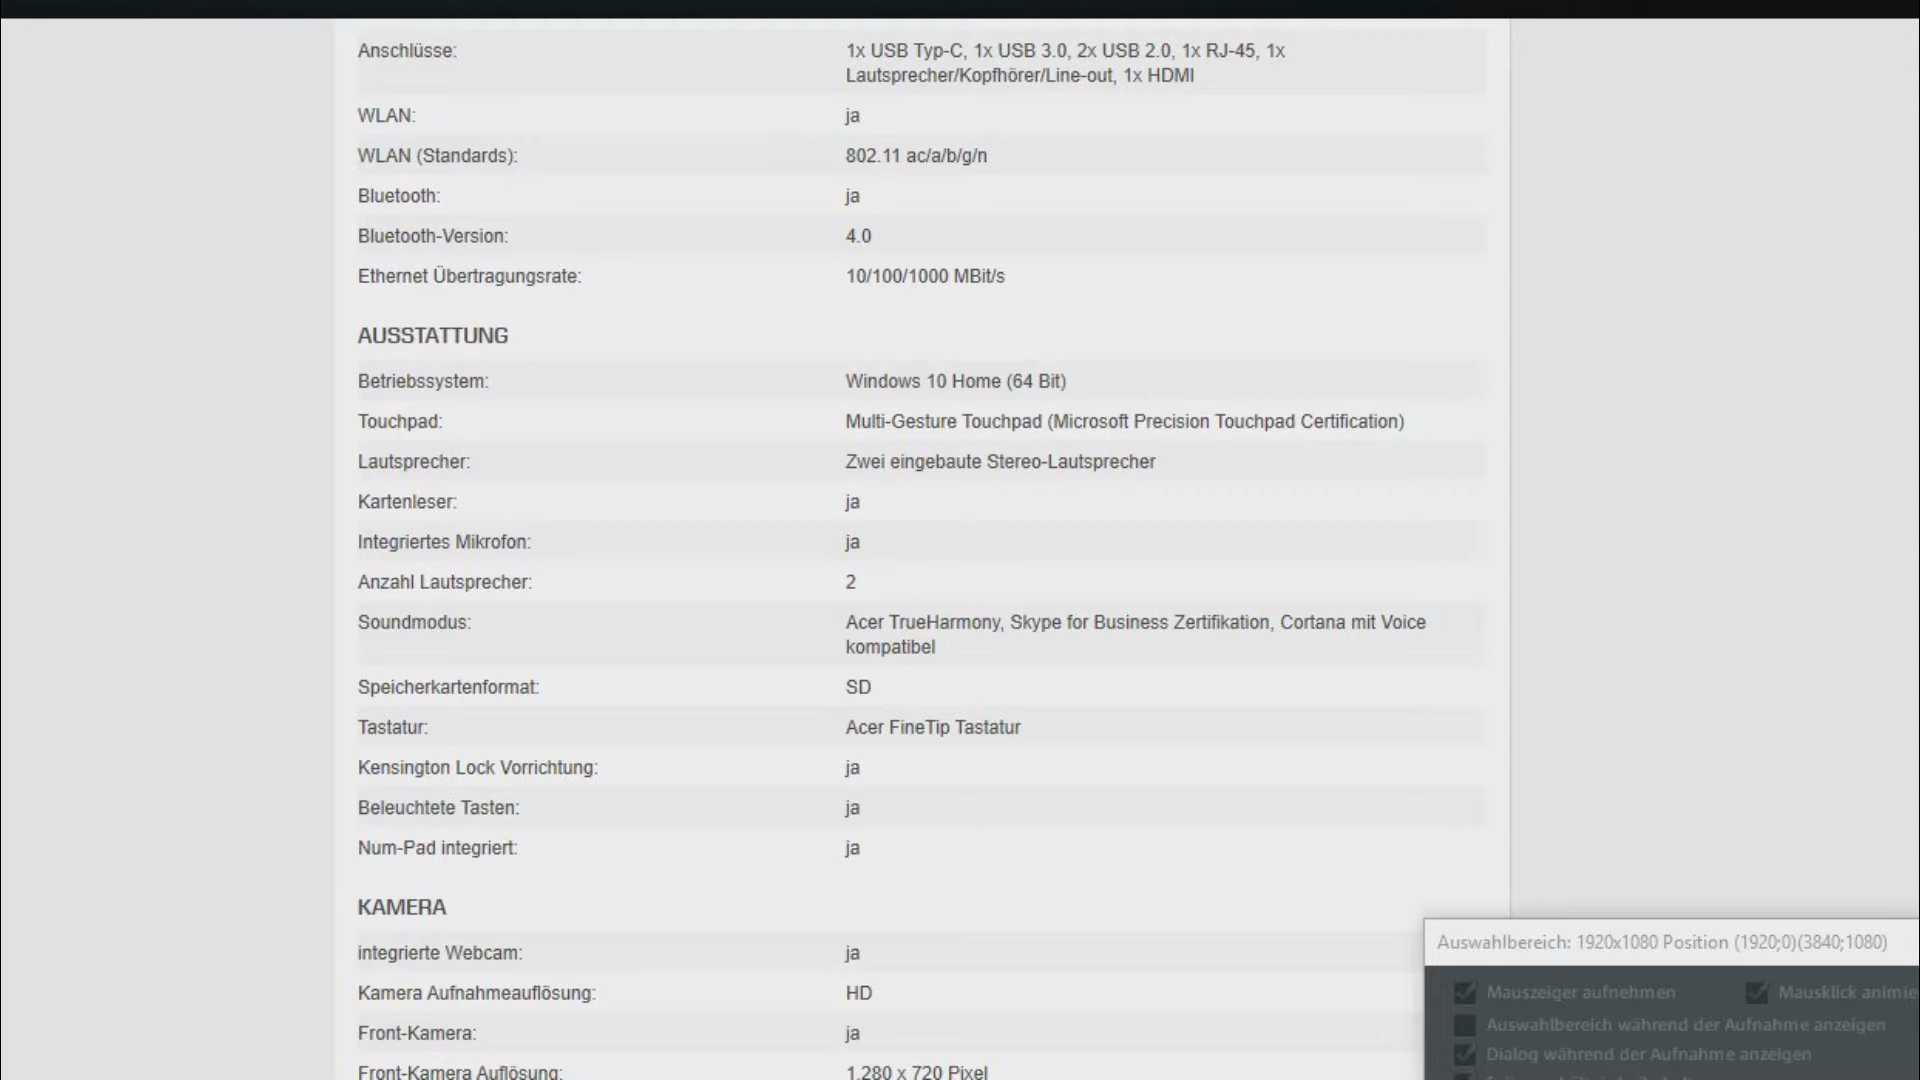 Anschlüsse: 1x USB Typ-C, 1x USB 3.0, 2x USB 2.0, 1x RJ-45, 1x
Lautsprecher/Kopfhörer/Line-out, 1x HDMI
WLAN: ja
WLAN (Standards): 802.11 ac/a/b/g/n
Bluetooth: ja
Bluetooth-Version: 4.0
Ethernet Übertragungsrate: 10/100/1000 MBit/s
AUSSTATTUNG
Betriebssystem: Windows 10 Home (64 Bit)
Touchpad: Multi-Gesture Touchpad (Microsoft Precision Touchpad Certification)
Lautsprecher: Zwei eingebaute Stereo-Lautsprecher
Kartenleser: ja
Integriertes Mikrofon: ja
Anzahl Lautsprecher: 2
Soundmodus: Acer TrueHarmony, Skype for Business Zertifikation, Cortana mit Voice
kompatibel
Speicherkartenformat: SD
Tastatur: Acer FineTip Tastatur
Kensington Lock Vorrichtung: ja
Beleuchtete Tasten: ja
Num-Pad integriert: ja
KAMERA
integrierte Webcam: ja
Kamera Aufnahmeauflösung: HD
Front-Kamera: ja
Front-Kamera Auflösung: 1.280 x 720 Pixel
Auswahlbereich: 1920x1080 Position (1920;0)(3840;1080)
Mauszeiger aufnehmen Mausklick animie
Auswahlbereich während der Aufnahme anzeigen
Dialog während der Aufnahme anzeigen